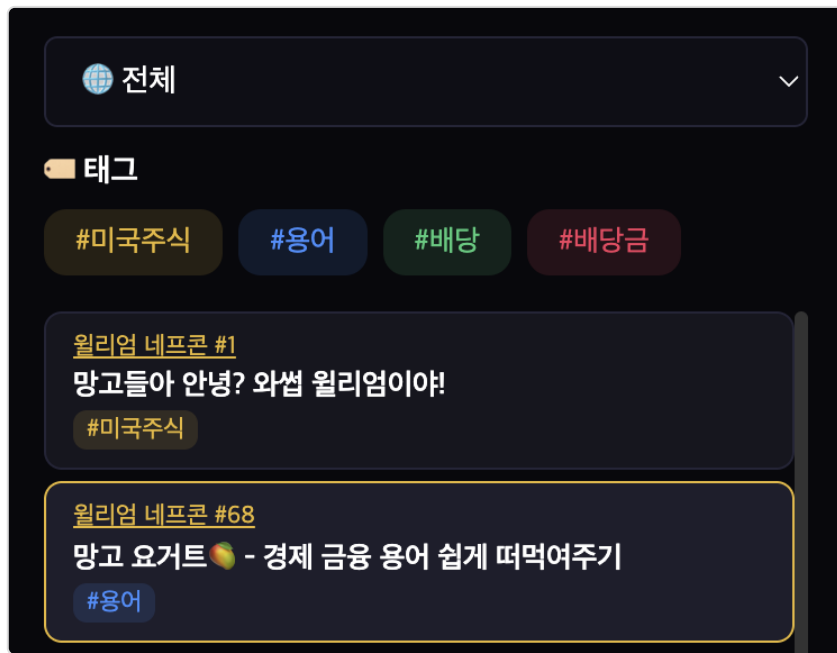 🌐 전체
🏷️ 태그
#미국주식 #용어 #배당 #배당금
윌리엄 네프콘 #1
망고들아 안녕? 와썹 윌리엄이야!
#미국주식
윌리엄 네프콘 #68
망고 요거트🥭 - 경제 금융 용어 쉽게 떠먹여주기
#용어